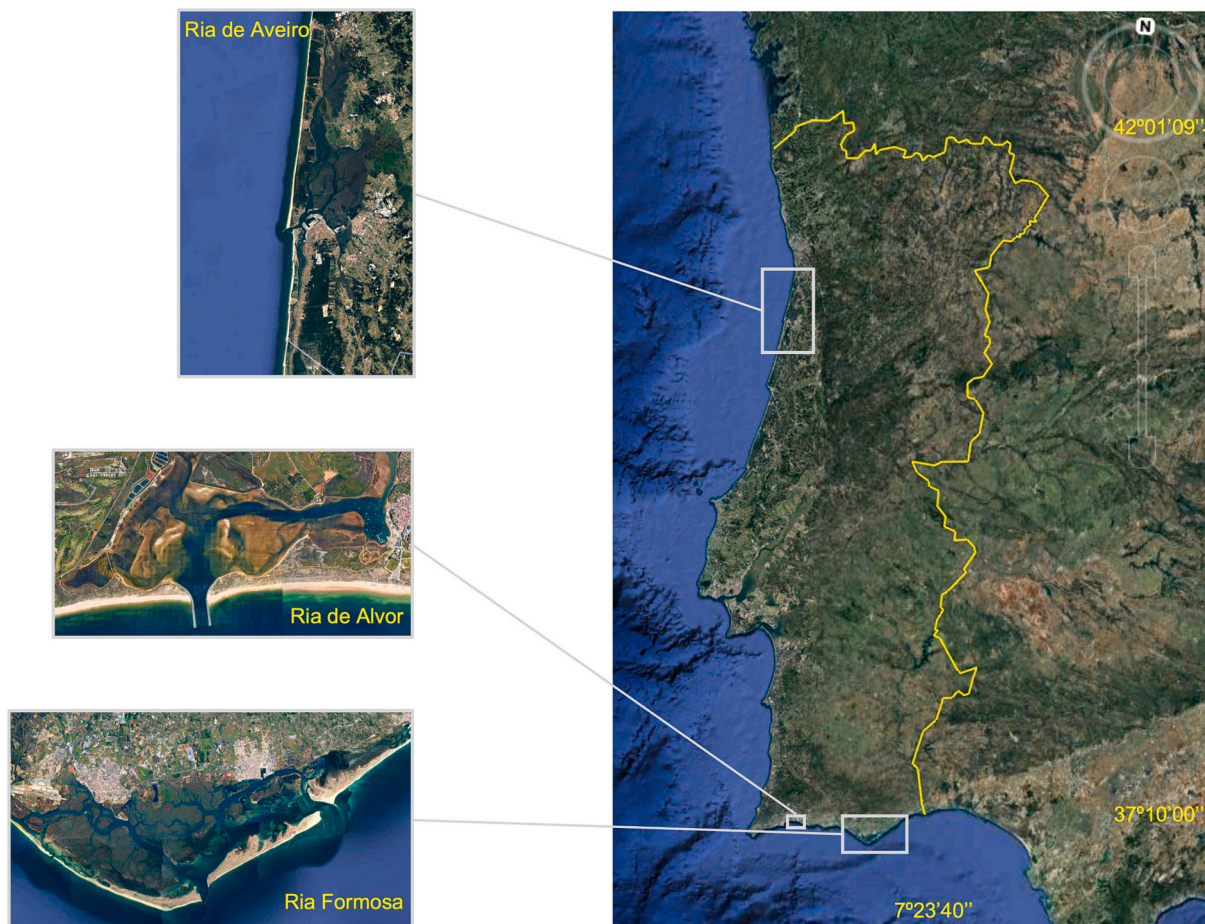 Ria de Aveiro
N
42º01’09’’
Ria de Alvor
Ria Formosa
37º10’00’’
7º23’40’’